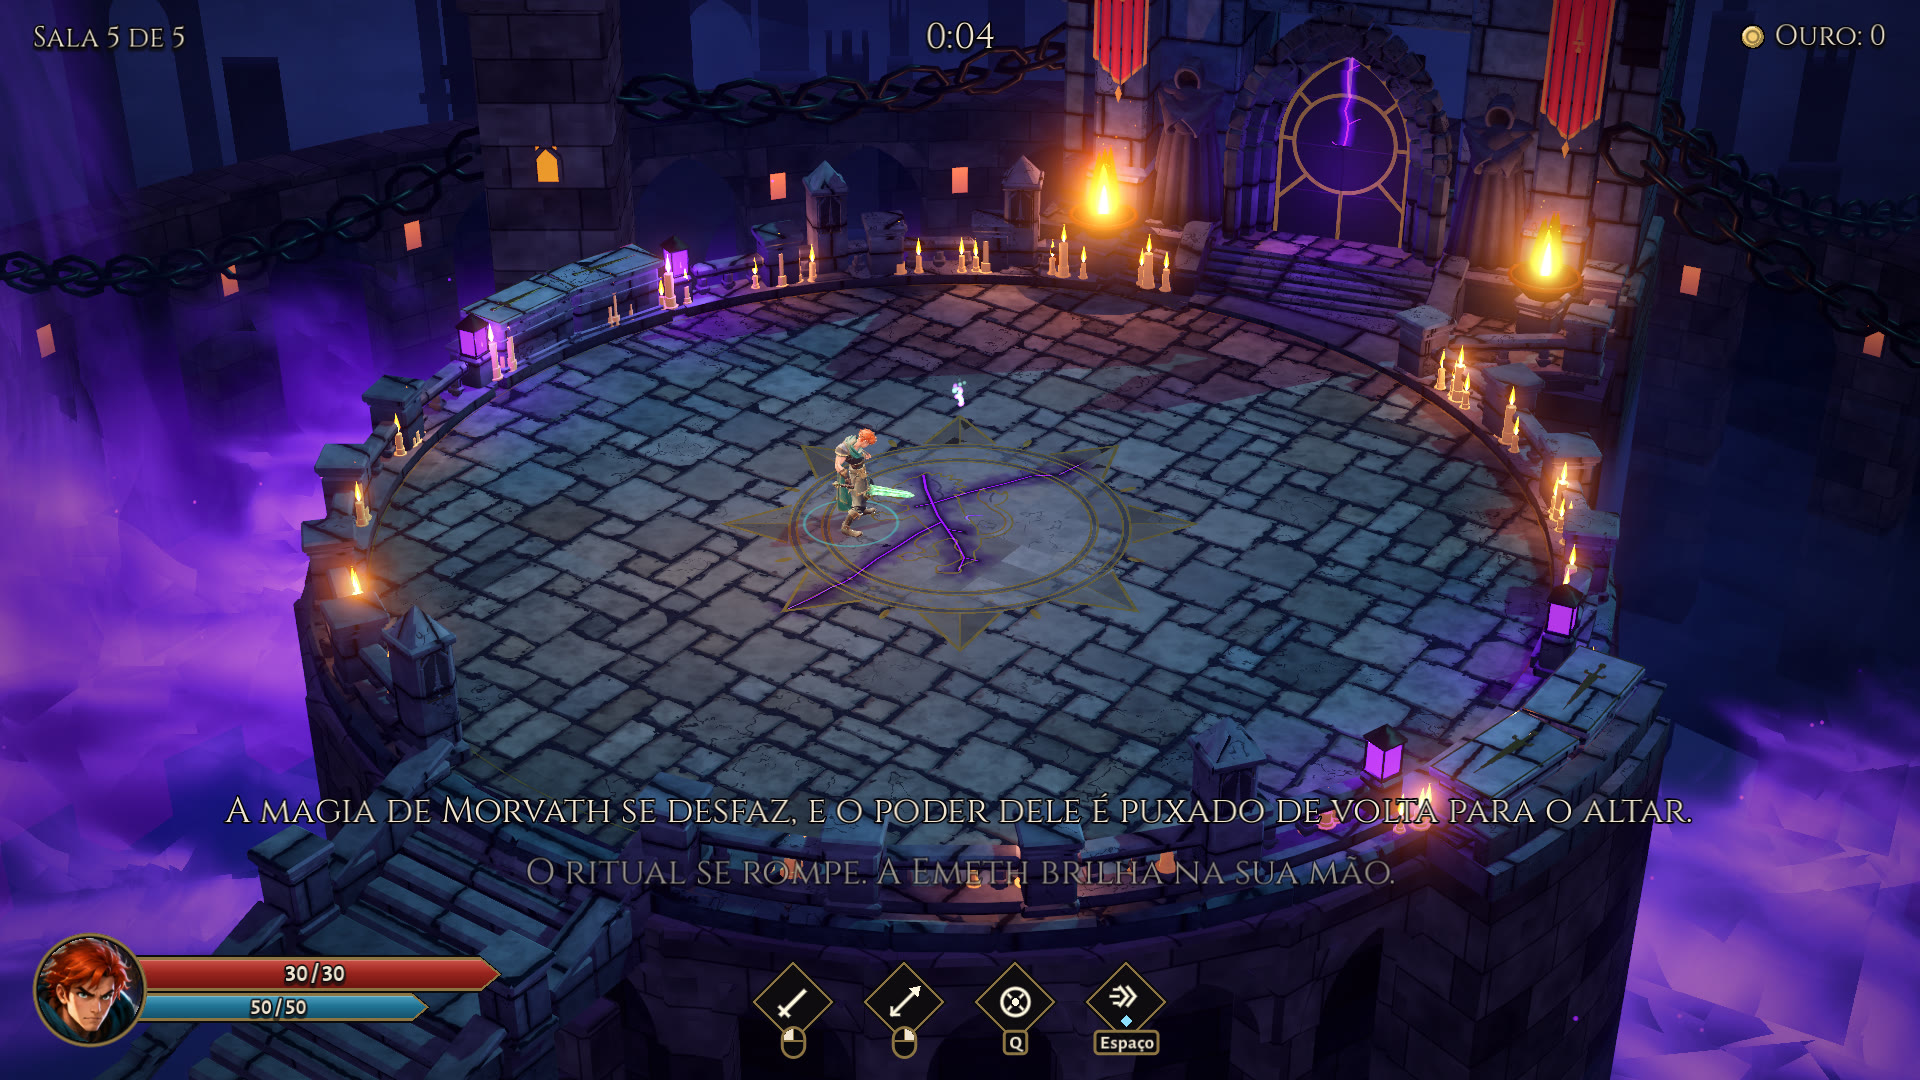 Sala 5 de 5
0:04
Ouro: 0
A magia de Morvath se desfaz, e o poder dele é puxado de volta para o altar.
O ritual se rompe. A Emeth brilha na sua mão.
30/30
50/50
Q
Espaço